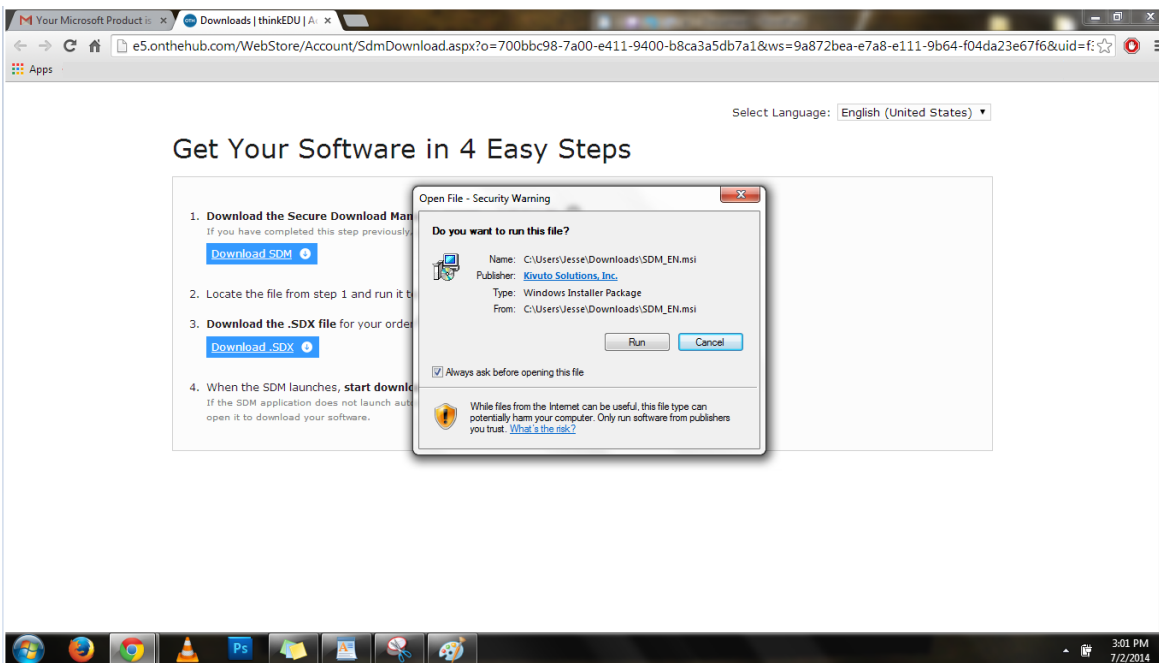 Your Microsoft Product is
Downloads | thinkEDU | Ac
e5.onthehub.com/WebStore/Account/SdmDownload.aspx?o=700bbc98-7a00-e411-9400-b8ca3a5db7a1&ws=9a872bea-e7a8-e111-9b64-f04da23e67f6&uid=f:
Apps
Select Language: English (United States)
Get Your Software in 4 Easy Steps
1. Download the Secure Download Man
If you have completed this step previously,
Download SDM
2. Locate the file from step 1 and run it t
3. Download the .SDX file for your order
Download .SDX
4. When the SDM launches, start downlo
If the SDM application does not launch auto
open it to download your software.
Open File - Security Warning
Do you want to run this file?
Name: C:\Users\Jesse\Downloads\SDM_EN.msi
Publisher: Kivuto Solutions, Inc.
Type: Windows Installer Package
From: C:\Users\Jesse\Downloads\SDM_EN.msi
Run Cancel
Always ask before opening this file
While files from the Internet can be useful, this file type can
potentially harm your computer. Only run software from publishers
you trust. What's the risk?
Ps
3:01 PM
7/2/2014